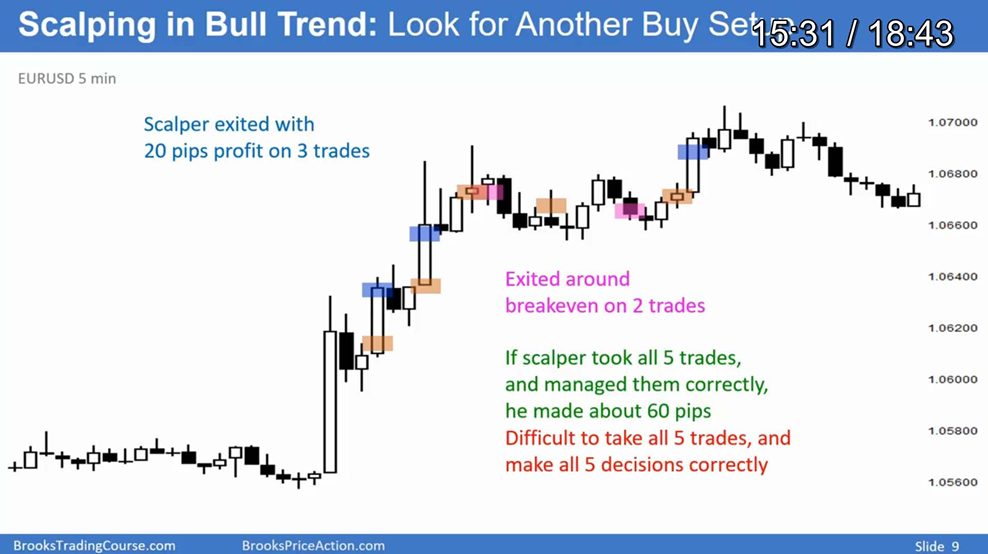 Scalping in Bull Trend: Look for Another Buy
15:31 / 18:43
EURUSD 5 min
Scalper exited with
20 pips profit on 3 trades
1.07000
1.06800
1.06600
1.06400
1.06200
1.06000
1.05800
1.05600
Exited around
breakeven on 2 trades
If scalper took all 5 trades,
and managed them correctly,
he made about 60 pips
Difficult to take all 5 trades, and
make all 5 decisions correctly
BrooksTradingCourse.com
BrooksPriceAction.com
Slide 9